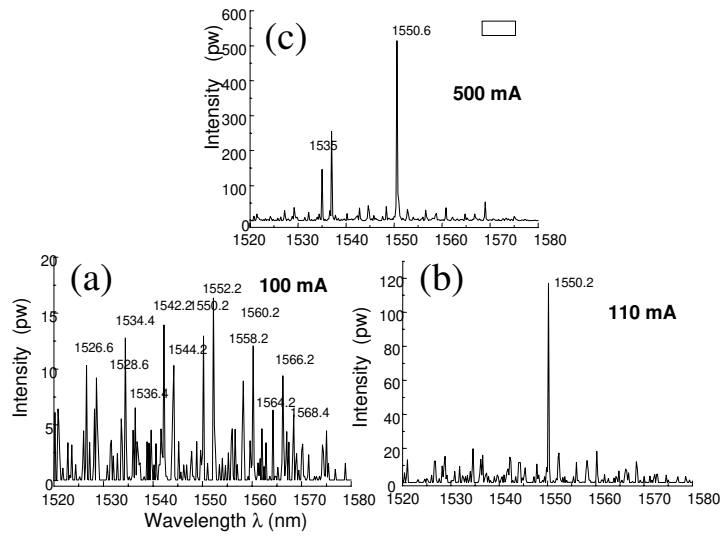 (c)
Intensity (pw)
600
500
400
300
200
100
0
1550.6
1535
500 mA
1520 1530 1540 1550 1560 1570 1580
(a)
Intensity (pw)
20
15
10
5
0
100 mA
1552.2
1542.2 1550.2
1560.2
1534.4
1526.6
1544.2
1558.2
1528.6
1566.2
1536.4
1564.2
1568.4
1520 1530 1540 1550 1560 1570 1580
Wavelength λ (nm)
(b)
Intensity (pw)
120
100
80
60
40
20
0
1550.2
110 mA
1520 1530 1540 1550 1560 1570 1580